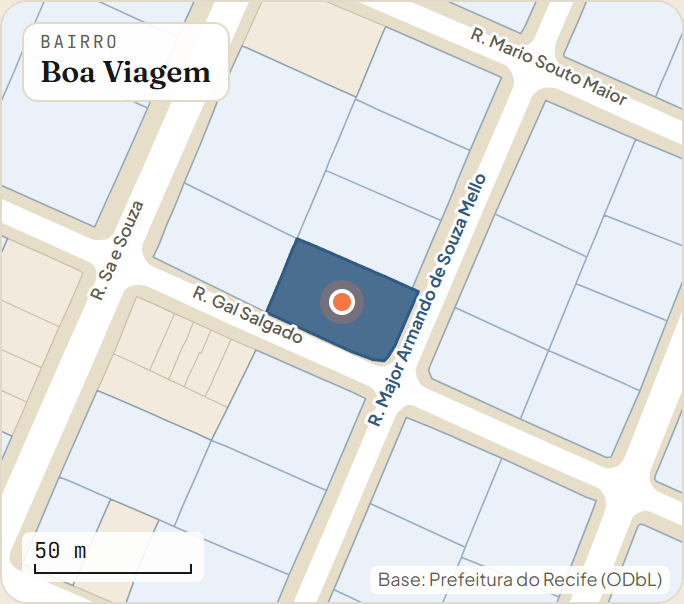 BAIRRO
Boa Viagem
R. Mario Souto Maior
R. Sa e Souza
R. Major Armando de Souza Mello
R. Gal Salgado
50 m
Base: Prefeitura do Recife (ODbL)